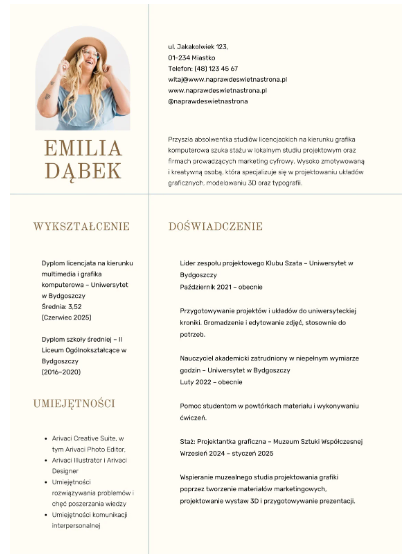 EMILIA
DĄBEK
ul. Jakakolwiek 123,
01-234 Miastko
Telefon: (48) 123 45 67
witaj@www.naprawdeswietnastrona.pl
www.naprawdeswietnastrona.pl
@naprawdeswietnastrona
Przyszła absolwentka studiów licencjackich na kierunku grafika
komputerowa szuka stażu w lokalnym studiu projektowym oraz
firmach prowadzących marketing cyfrowy. Wysoko zmotywowana
i kreatywną osobę, która specjalizuje się w projektowaniu układów
graficznych, modelowaniu 3D oraz typografii.
WYKSZTAŁCENIE
Dyplom licencjata na kierunku
multimedia i grafika
komputerowa – Uniwersytet
w Bydgoszczy
Średnia: 3,52
(Czerwiec 2025)
Dyplom szkoły średniej – II
Liceum Ogólnokształcące w
Bydgoszczy
(2016–2020)
UMIEJĘTNOŚCI
• Arivaci Creative Suite, w
tym Arivaci Photo Editor,
• Arivaci Illustrator i Arivaci
Designer
• Umiejętności
rozwiązywania problemów i
chęć poszerzania wiedzy
• Umiejętności komunikacji
interpersonalnej
DOŚWIADCZENIE
Lider zespołu projektowego Klubu Szata – Uniwersytet w
Bydgoszczy
Październik 2021 – obecnie
Przygotowywanie projektów i układów do uniwersyteckiej
kroniki. Gromadzenie i edytowanie zdjęć, stosownie do
potrzeb.
Nauczyciel akademicki zatrudniony w niepełnym wymiarze
godzin – Uniwersytet w Bydgoszczy
Luty 2022 – obecnie
Pomoc studentom w powtórkach materiału i wykonywaniu
ćwiczeń.
Staż: Projektantka graficzna – Muzeum Sztuki Współczesnej
Wrzesień 2024 – styczeń 2025
Wspieranie muzealnego studia projektowania grafiki
poprzez tworzenie materiałów marketingowych,
projektowanie wystaw 3D i przygotowywanie prezentacji.